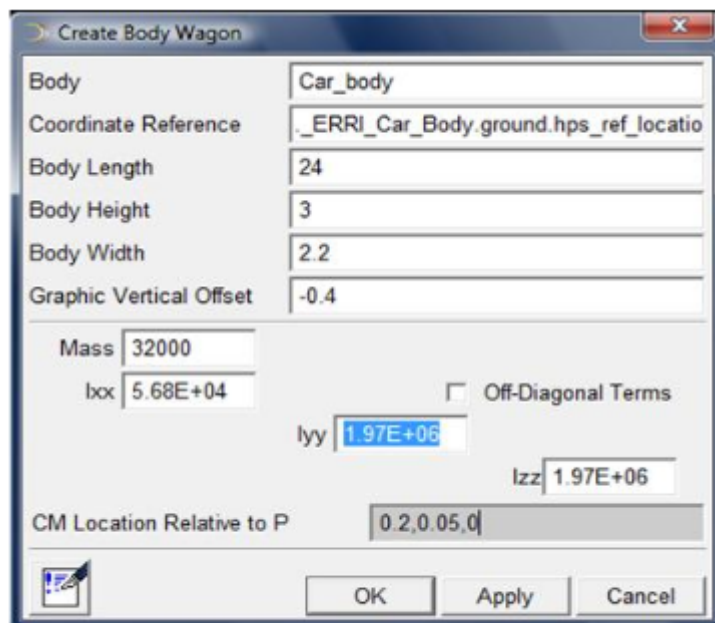 Create Body Wagon
Body Car_body
Coordinate Reference ._ERRI_Car_Body.ground.hps_ref_locatio
Body Length 24
Body Height 3
Body Width 2.2
Graphic Vertical Offset -0.4
Mass 32000
Ixx 5.68E+04 Off-Diagonal Terms
Iyy 1.97E+06
Izz 1.97E+06
CM Location Relative to P 0.2,0.05,0
OK Apply Cancel